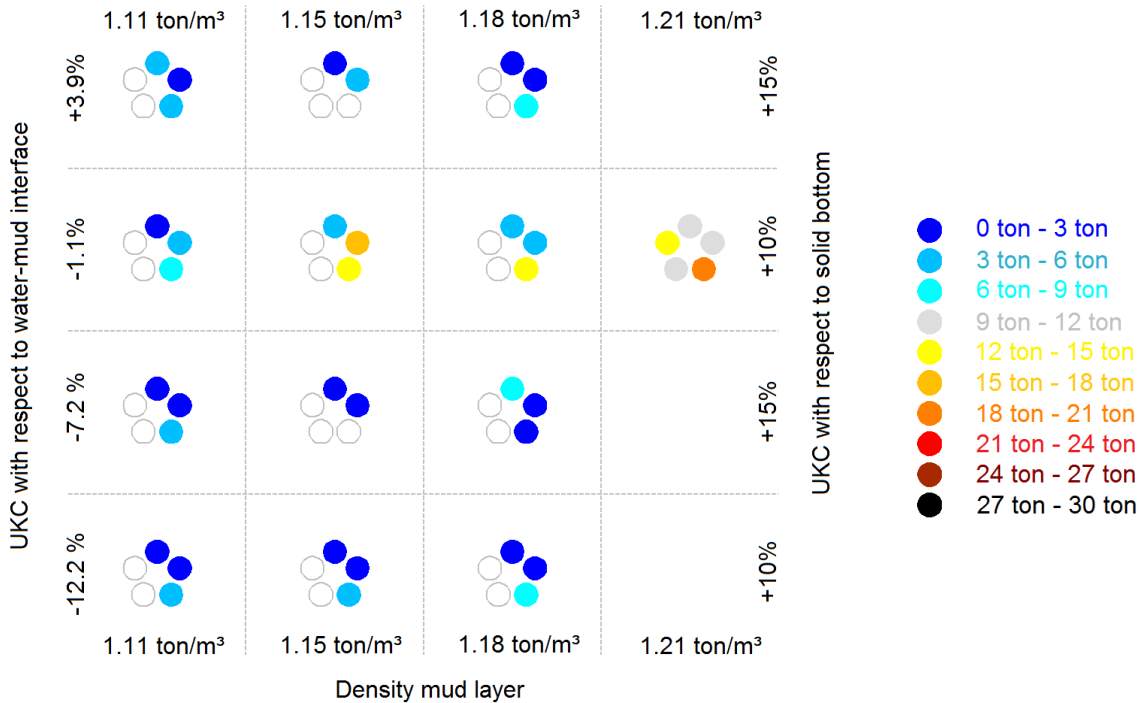 1.11 ton/m³ 1.15 ton/m³ 1.18 ton/m³ 1.21 ton/m³
UKC with respect to water-mud interface
+3.9%
-1.1%
-7.2 %
-12.2 %
+15%
+10%
+15%
+10%
UKC with respect to solid bottom
0 ton - 3 ton
3 ton - 6 ton
6 ton - 9 ton
9 ton - 12 ton
12 ton - 15 ton
15 ton - 18 ton
18 ton - 21 ton
21 ton - 24 ton
24 ton - 27 ton
27 ton - 30 ton
1.11 ton/m³ 1.15 ton/m³ 1.18 ton/m³ 1.21 ton/m³
Density mud layer